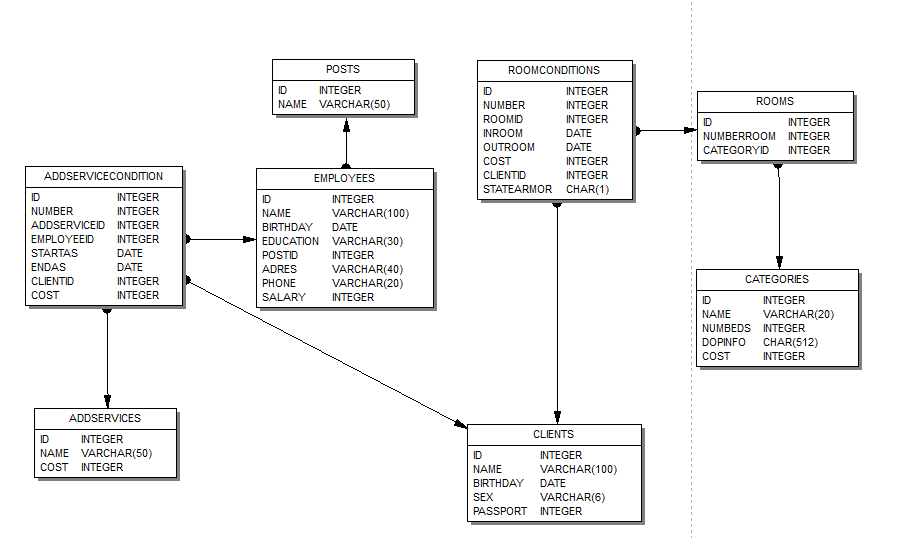 POSTS
ID INTEGER
NAME VARCHAR(50)
ROOMCONDITIONS
ID INTEGER
NUMBER INTEGER
ROOMID INTEGER
INROOM DATE
OUTROOM DATE
COST INTEGER
CLIENTID INTEGER
STATEARMOR CHAR(1)
ROOMS
ID INTEGER
NUMBERROOM INTEGER
CATEGORYID INTEGER
ADDSERVICECONDITION
ID INTEGER
NUMBER INTEGER
ADDSERVICEID INTEGER
EMPLOYEEID INTEGER
STARTAS DATE
ENDAS DATE
CLIENTID INTEGER
COST INTEGER
EMPLOYEES
ID INTEGER
NAME VARCHAR(100)
BIRTHDAY DATE
EDUCATION VARCHAR(30)
POSTID INTEGER
ADRES VARCHAR(40)
PHONE VARCHAR(20)
SALARY INTEGER
CATEGORIES
ID INTEGER
NAME VARCHAR(20)
NUMBEDS INTEGER
DOPINFO CHAR(512)
COST INTEGER
ADDSERVICES
ID INTEGER
NAME VARCHAR(50)
COST INTEGER
CLIENTS
ID INTEGER
NAME VARCHAR(100)
BIRTHDAY DATE
SEX VARCHAR(6)
PASSPORT INTEGER